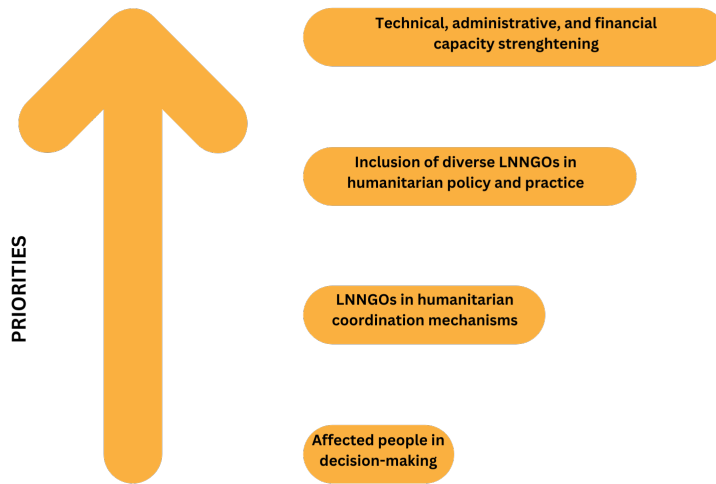 Technical, administrative, and financial
capacity strenghtening
Inclusion of diverse LNNGOs in
humanitarian policy and practice
PRIORITIES
LNNGOs in humanitarian
coordination mechanisms
Affected people in
decision-making